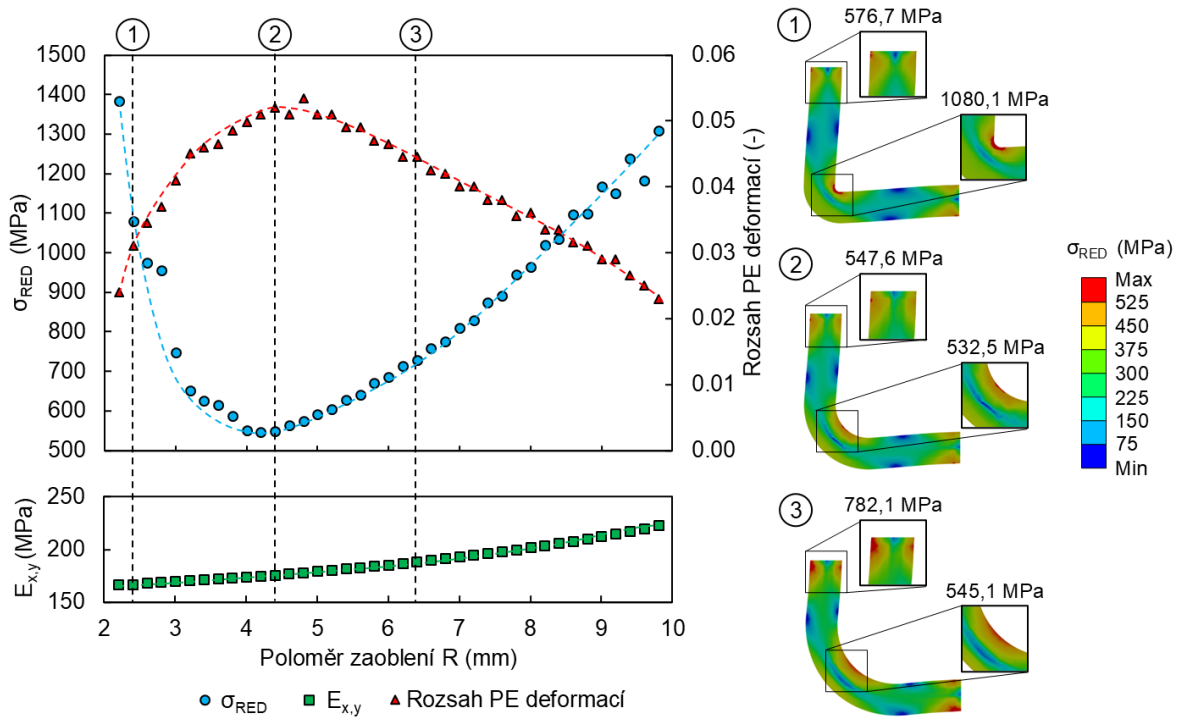 1
2
3
1500
1400
1300
1200
1100
1000
900
800
700
600
500
σRED (MPa)
0.06
0.05
0.04
0.03
0.02
0.01
0.00
Rozsah PE deformací (-)
250
200
150
Ex,y (MPa)
2 3 4 5 6 7 8 9 10
Poloměr zaoblení R (mm)
σRED Ex,y Rozsah PE deformací
1
576,7 MPa
1080,1 MPa
2
547,6 MPa
532,5 MPa
3
782,1 MPa
545,1 MPa
σRED (MPa)
Max
525
450
375
300
225
150
75
Min